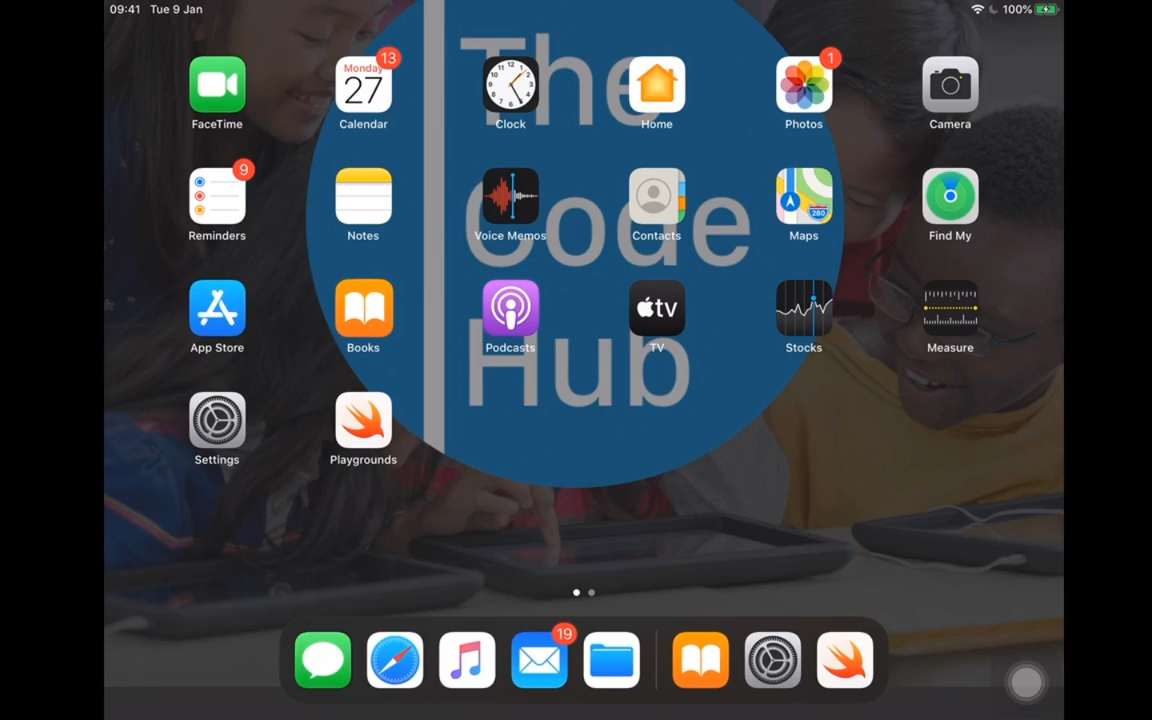 09:41 Tue 9 Jan
100%
The
Code
Hub
13
Monday
27
1
FaceTime
Calendar
Clock
Home
Photos
Camera
9
280
Reminders
Notes
Voice Memos
Contacts
Maps
Find My
tv
App Store
Books
Podcasts
TV
Stocks
Measure
Settings
Playgrounds
19